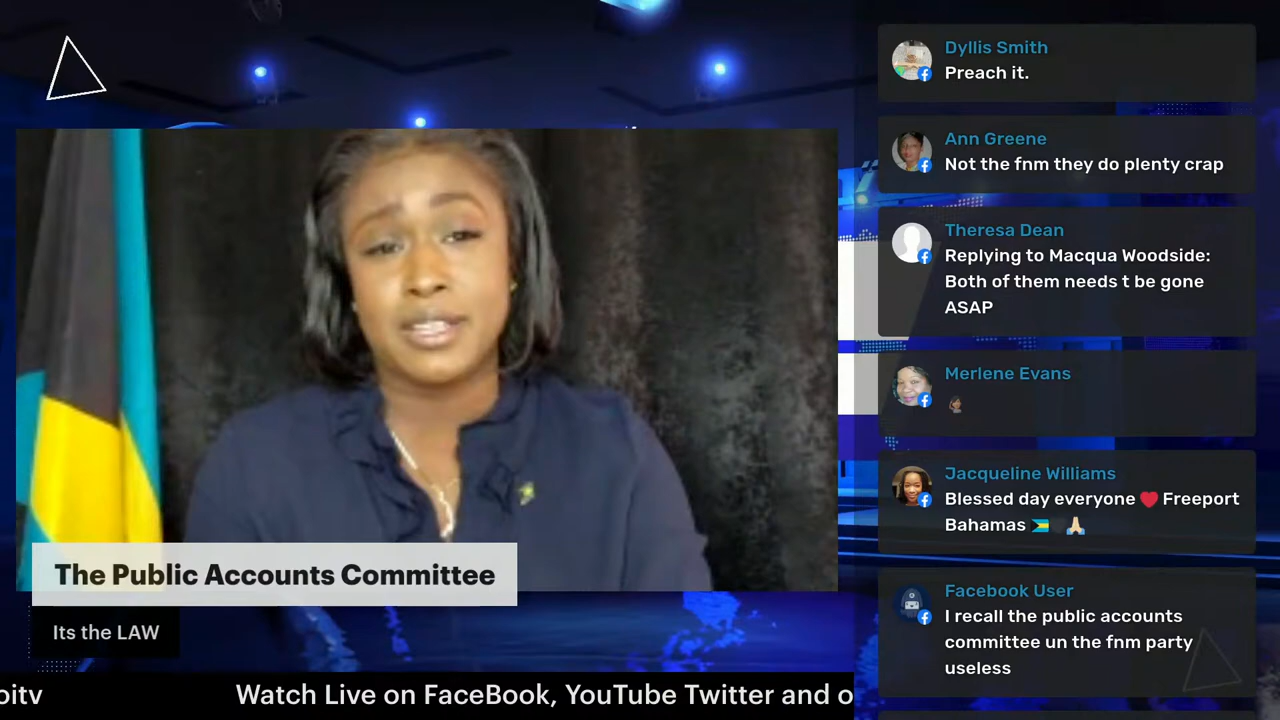 Dyllis Smith
Preach it.
Ann Greene
Not the fnm they do plenty crap
Theresa Dean
Replying to Macqua Woodside:
Both of them needs t be gone
ASAP
Merlene Evans
Jacqueline Williams
Blessed day everyone ❤️ Freeport
Bahamas 🇧🇸 🙏🏼
Facebook User
I recall the public accounts
committee un the fnm party
useless
The Public Accounts Committee
Its the LAW
oitv Watch Live on FaceBook, YouTube Twitter and o